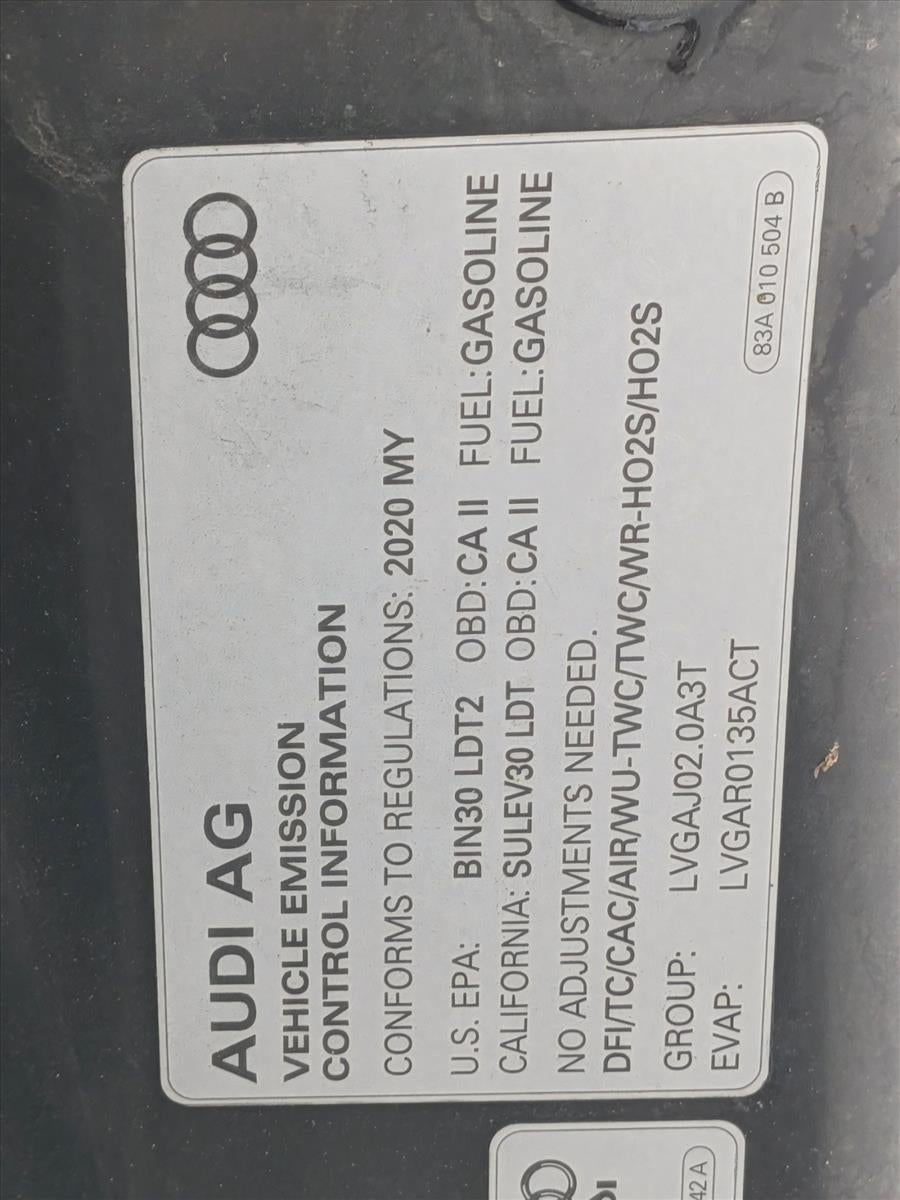 AUDI AG
VEHICLE EMISSION
CONTROL INFORMATION
CONFORMS TO REGULATIONS: 2020 MY
U.S. EPA: BIN30 LDT2 OBD:CA II FUEL:GASOLINE
CALIFORNIA: SULEV30 LDT OBD:CA II FUEL:GASOLINE
NO ADJUSTMENTS NEEDED.
DFI/TC/CAC/AIR/WU-TWC/TWC/WR-HO2S/HO2S
GROUP: LVGAJ02.0A3T
EVAP: LVGAR0135ACT
83A 010 504 B
42 A